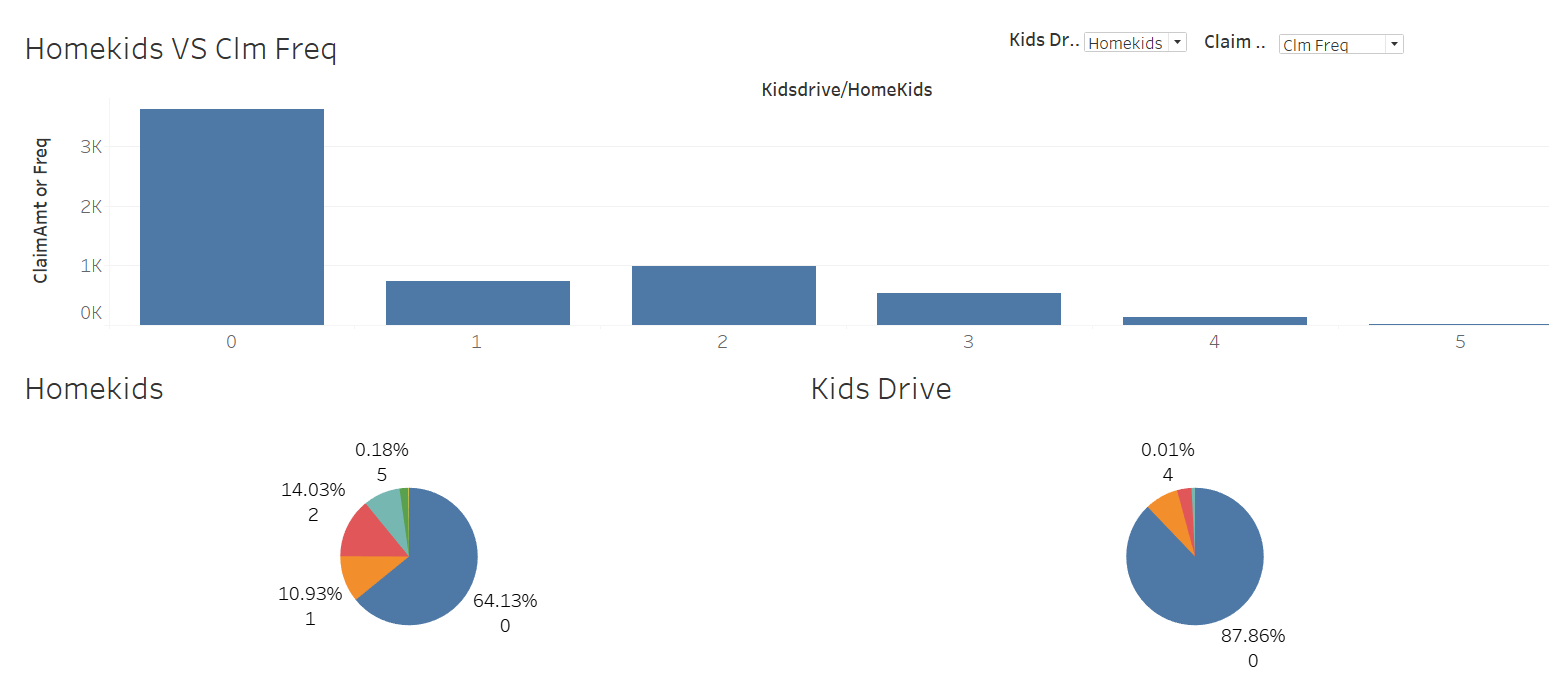 Homekids VS Clm Freq
Kids Dr.. Homekids Claim .. Clm Freq
Kidsdrive/HomeKids
ClaimAmt or Freq
3K
2K
1K
0K
0 1 2 3 4 5
Homekids
Kids Drive
0.18%
5
14.03%
2
10.93%
1
64.13%
0
0.01%
4
87.86%
0